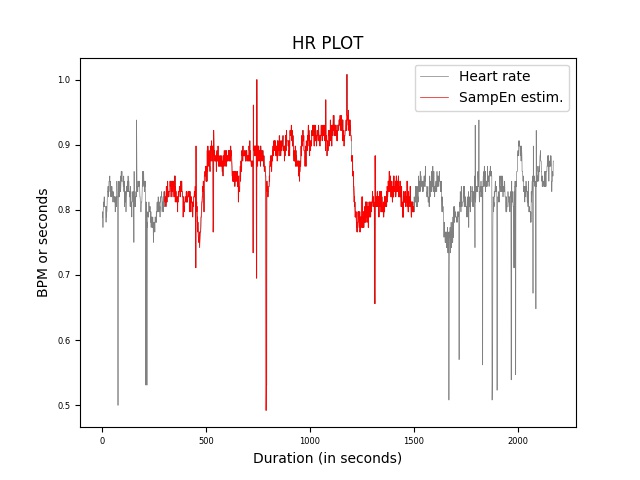 HR PLOT
Heart rate
SampEn estim.
1.0
0.9
0.8
0.7
0.6
0.5
BPM or seconds
0 500 1000 1500 2000
Duration (in seconds)